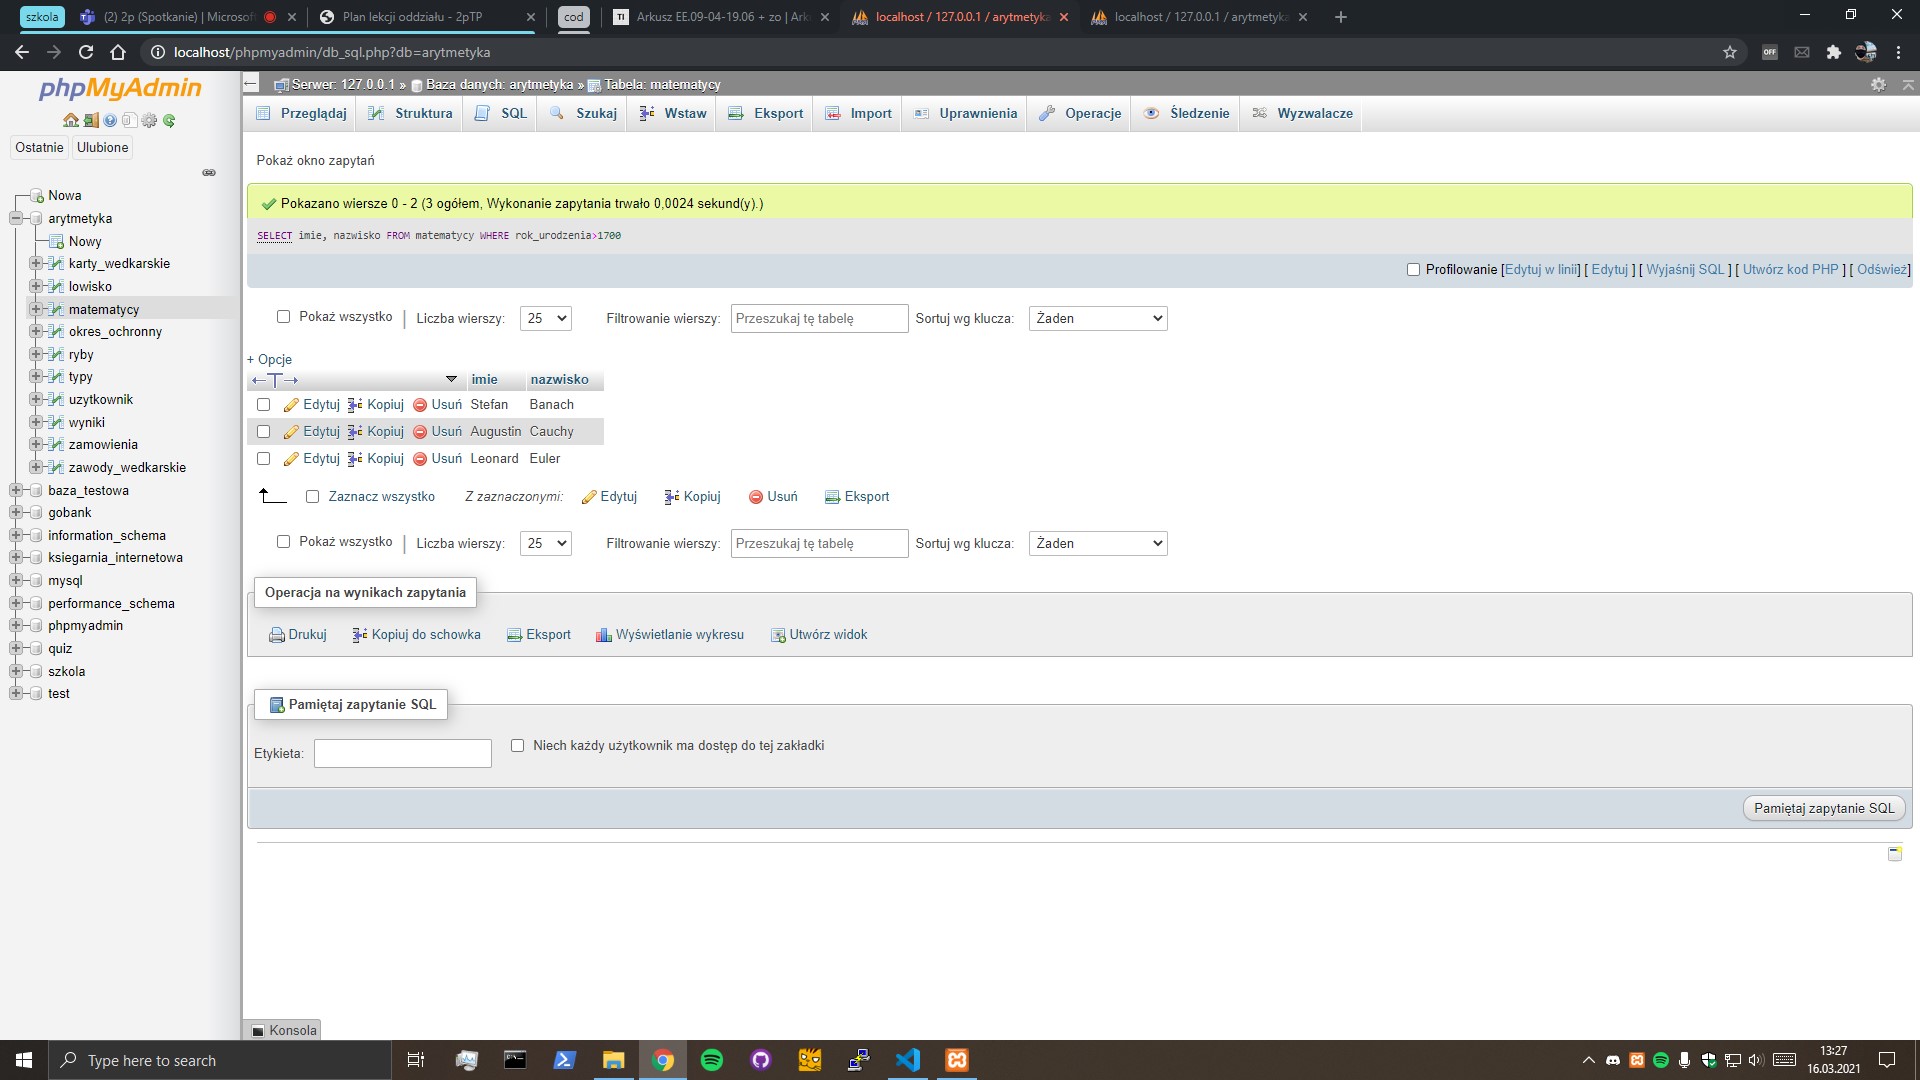 szkola
(2) 2p (Spotkanie) | Microsof
Plan lekcji oddziału - 2pTP
cod
TI
Arkusz EE.09-04-19.06 + zo | Ark
localhost / 127.0.0.1 / arytmetyka
localhost / 127.0.0.1 / arytmetyka
localhost/phpmyadmin/db_sql.php?db=arytmetyka
OFF
phpMyAdmin
Ostatnie
Ulubione
Nowa
arytmetyka
Nowy
karty_wedkarskie
lowisko
matematycy
okres_ochronny
ryby
typy
uzytkownik
wyniki
zamowienia
zawody_wedkarskie
baza_testowa
gobank
information_schema
ksiegarnia_internetowa
mysql
performance_schema
phpmyadmin
quiz
szkola
test
Serwer: 127.0.0.1 » Baza danych: arytmetyka » Tabela: matematycy
Przeglądaj Struktura SQL Szukaj Wstaw Eksport Import Uprawnienia Operacje Śledzenie Wyzwalacze
Pokaż okno zapytań
Pokazano wiersze 0 - 2 (3 ogółem, Wykonanie zapytania trwało 0,0024 sekund(y).)
SELECT imie, nazwisko FROM matematycy WHERE rok_urodzenia>1700
Profilowanie [Edytuj w linii] [ Edytuj ] [ Wyjaśnij SQL ] [ Utwórz kod PHP ] [ Odśwież]
Pokaż wszystko | Liczba wierszy: 25 Filtrowanie wierszy: Przeszukaj tę tabelę Sortuj wg klucza: Żaden
+ Opcje
←T→ imie nazwisko
Edytuj Kopiuj Usuń Stefan Banach
Edytuj Kopiuj Usuń Augustin Cauchy
Edytuj Kopiuj Usuń Leonard Euler
Zaznacz wszystko Z zaznaczonymi: Edytuj Kopiuj Usuń Eksport
Pokaż wszystko | Liczba wierszy: 25 Filtrowanie wierszy: Przeszukaj tę tabelę Sortuj wg klucza: Żaden
Operacja na wynikach zapytania
Drukuj Kopiuj do schowka Eksport Wyświetlanie wykresu Utwórz widok
Pamiętaj zapytanie SQL
Etykieta:
Niech każdy użytkownik ma dostęp do tej zakładki
Pamiętaj zapytanie SQL
Konsola
Type here to search
13:27
16.03.2021